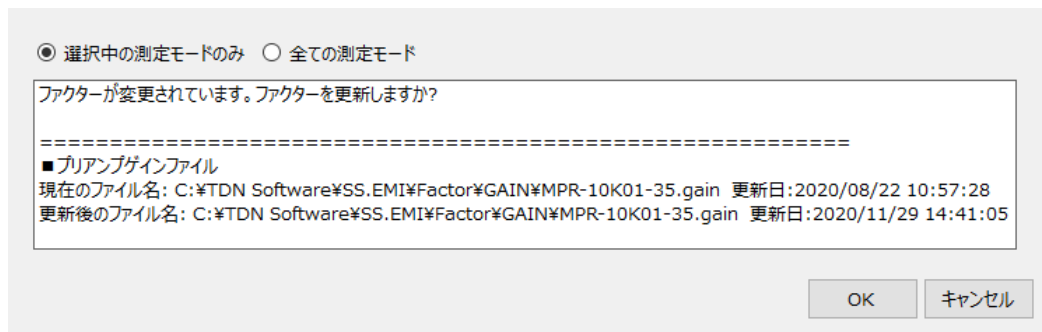 選択中の測定モードのみ 全ての測定モード
ファクターが変更されています。ファクターを更新しますか?
==========================================================
■プリアンプゲインファイル
現在のファイル名: C:¥TDN Software¥SS.EMI¥Factor¥GAIN¥MPR-10K01-35.gain 更新日:2020/08/22 10:57:28
更新後のファイル名: C:¥TDN Software¥SS.EMI¥Factor¥GAIN¥MPR-10K01-35.gain 更新日:2020/11/29 14:41:05
OK キャンセル